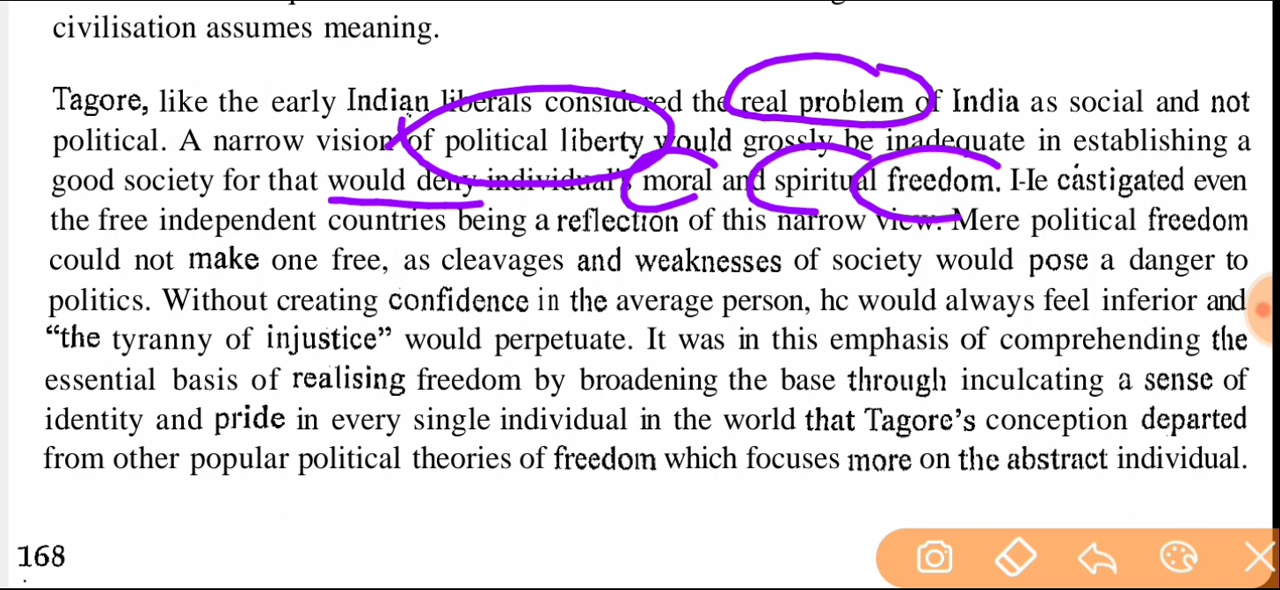 civilisation assumes meaning.
Tagore, like the early Indian liberals considered the real problem of India as social and not
political. A narrow vision of political liberty would grossly be inadequate in establishing a
good society for that would deny individual's moral and spiritual freedom. He castigated even
the free independent countries being a reflection of this narrow view. Mere political freedom
could not make one free, as cleavages and weaknesses of society would pose a danger to
politics. Without creating confidence in the average person, hc would always feel inferior and
“the tyranny of injustice” would perpetuate. It was in this emphasis of comprehending the
essential basis of realising freedom by broadening the base through inculcating a sense of
identity and pride in every single individual in the world that Tagore’s conception departed
from other popular political theories of freedom which focuses more on the abstract individual.
168